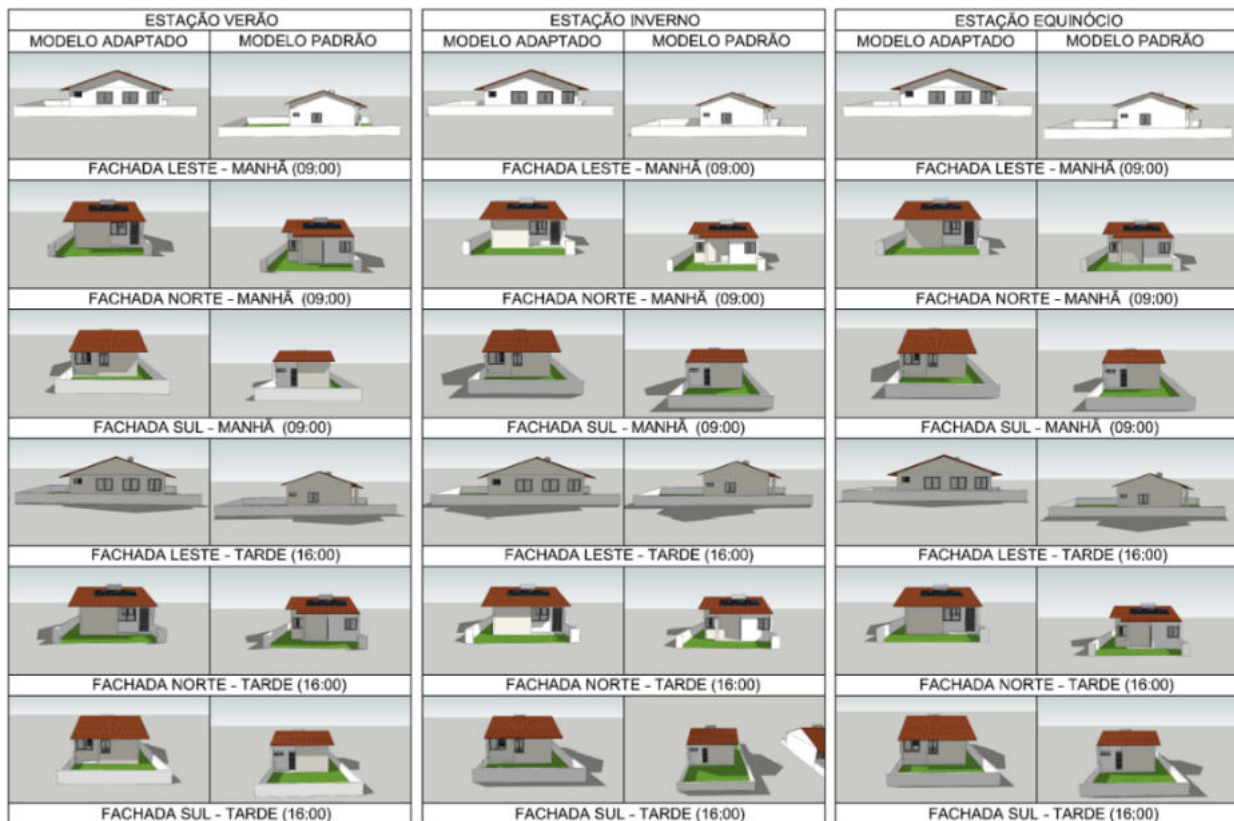 ESTAÇÃO VERÃO ESTAÇÃO INVERNO ESTAÇÃO EQUINÓCIO
MODELO ADAPTADO MODELO PADRÃO MODELO ADAPTADO MODELO PADRÃO MODELO ADAPTADO MODELO PADRÃO
FACHADA LESTE - MANHÃ (09:00) FACHADA LESTE - MANHÃ (09:00) FACHADA LESTE - MANHÃ (09:00)
FACHADA NORTE - MANHÃ (09:00) FACHADA NORTE - MANHÃ (09:00) FACHADA NORTE - MANHÃ (09:00)
FACHADA SUL - MANHÃ (09:00) FACHADA SUL - MANHÃ (09:00) FACHADA SUL - MANHÃ (09:00)
FACHADA LESTE - TARDE (16:00) FACHADA LESTE - TARDE (16:00) FACHADA LESTE - TARDE (16:00)
FACHADA NORTE - TARDE (16:00) FACHADA NORTE - TARDE (16:00) FACHADA NORTE - TARDE (16:00)
FACHADA SUL - TARDE (16:00) FACHADA SUL - TARDE (16:00) FACHADA SUL - TARDE (16:00)